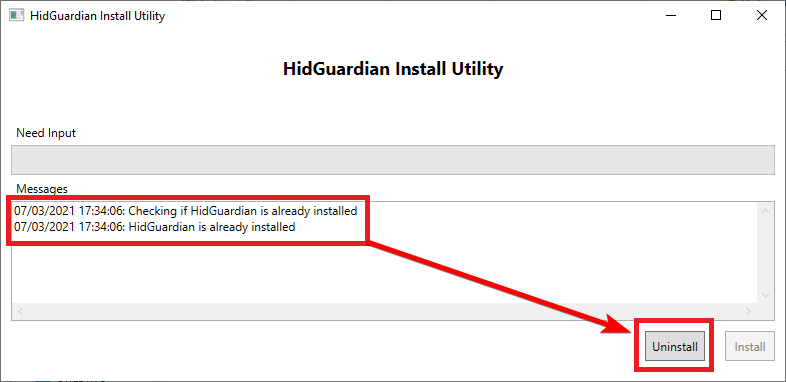 HidGuardian Install Utility
HidGuardian Install Utility
Need Input
Messages
07/03/2021 17:34:06: Checking if HidGuardian is already installed
07/03/2021 17:34:06: HidGuardian is already installed
Uninstall
Install